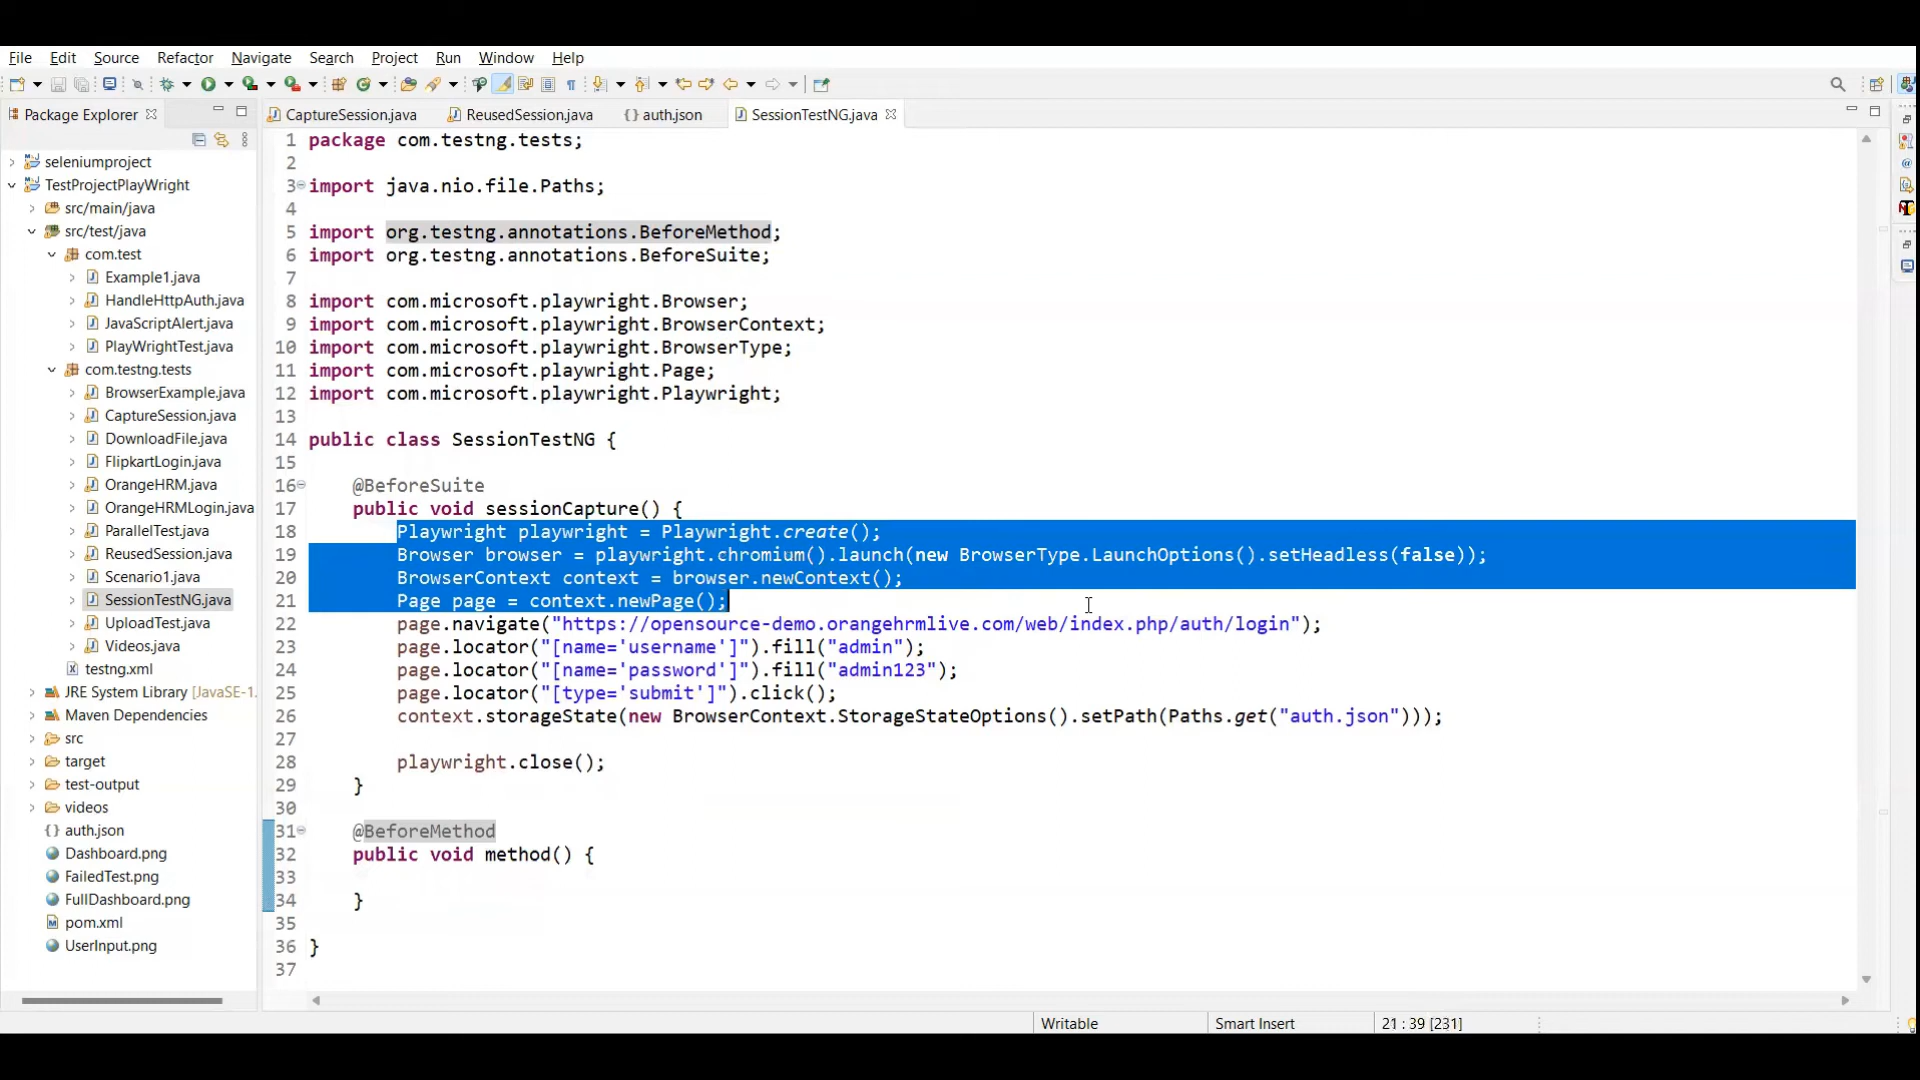 File Edit Source Refactor Navigate Search Project Run Window Help
Package Explorer
CaptureSession.java ReusedSession.java {} auth.json SessionTestNG.java
seleniumproject
TestProjectPlayWright
src/main/java
src/test/java
com.test
Example1.java
HandleHttpAuth.java
JavaScriptAlert.java
PlayWrightTest.java
com.testng.tests
BrowserExample.java
CaptureSession.java
DownloadFile.java
FlipkartLogin.java
OrangeHRM.java
OrangeHRMLogin.java
ParallelTest.java
ReusedSession.java
Scenario1.java
SessionTestNG.java
UploadTest.java
Videos.java
testng.xml
JRE System Library [JavaSE-1.
Maven Dependencies
src
target
test-output
videos
{} auth.json
Dashboard.png
FailedTest.png
FullDashboard.png
pom.xml
UserInput.png
1 package com.testng.tests;
2
3 import java.nio.file.Paths;
4
5 import org.testng.annotations.BeforeMethod;
6 import org.testng.annotations.BeforeSuite;
7
8 import com.microsoft.playwright.Browser;
9 import com.microsoft.playwright.BrowserContext;
10 import com.microsoft.playwright.BrowserType;
11 import com.microsoft.playwright.Page;
12 import com.microsoft.playwright.Playwright;
13
14 public class SessionTestNG {
15
16 @BeforeSuite
17 public void sessionCapture() {
18 Playwright playwright = Playwright.create();
19 Browser browser = playwright.chromium().launch(new BrowserType.LaunchOptions().setHeadless(false));
20 BrowserContext context = browser.newContext();
21 Page page = context.newPage();
22 page.navigate("https://opensource-demo.orangehrmlive.com/web/index.php/auth/login");
23 page.locator("[name='username']").fill("admin");
24 page.locator("[name='password']").fill("admin123");
25 page.locator("[type='submit']").click();
26 context.storageState(new BrowserContext.StorageStateOptions().setPath(Paths.get("auth.json")));
27
28 playwright.close();
29 }
30
31 @BeforeMethod
32 public void method() {
33
34 }
35
36 }
37
Writable Smart Insert 21 : 39 [231]